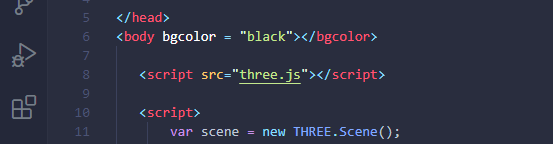 5 </head>
6 <body bgcolor = "black"></bgcolor>
7
8 <script src="three.js"></script>
9
10 <script>
11 var scene = new THREE.Scene();